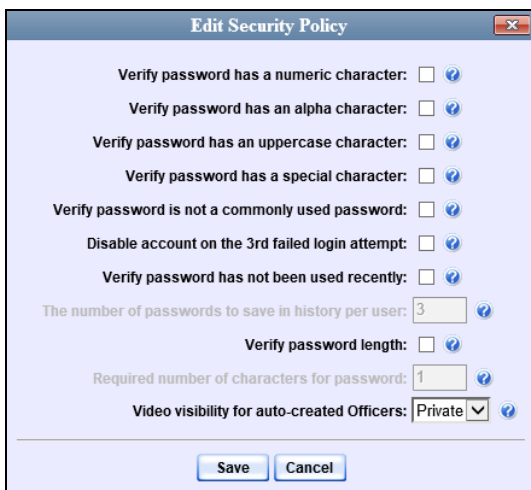 Edit Security Policy
Verify password has a numeric character:
Verify password has an alpha character:
Verify password has an uppercase character:
Verify password has a special character:
Verify password is not a commonly used password:
Disable account on the 3rd failed login attempt:
Verify password has not been used recently:
The number of passwords to save in history per user: 3
Verify password length:
Required number of characters for password: 1
Video visibility for auto-created Officers: Private
Save Cancel